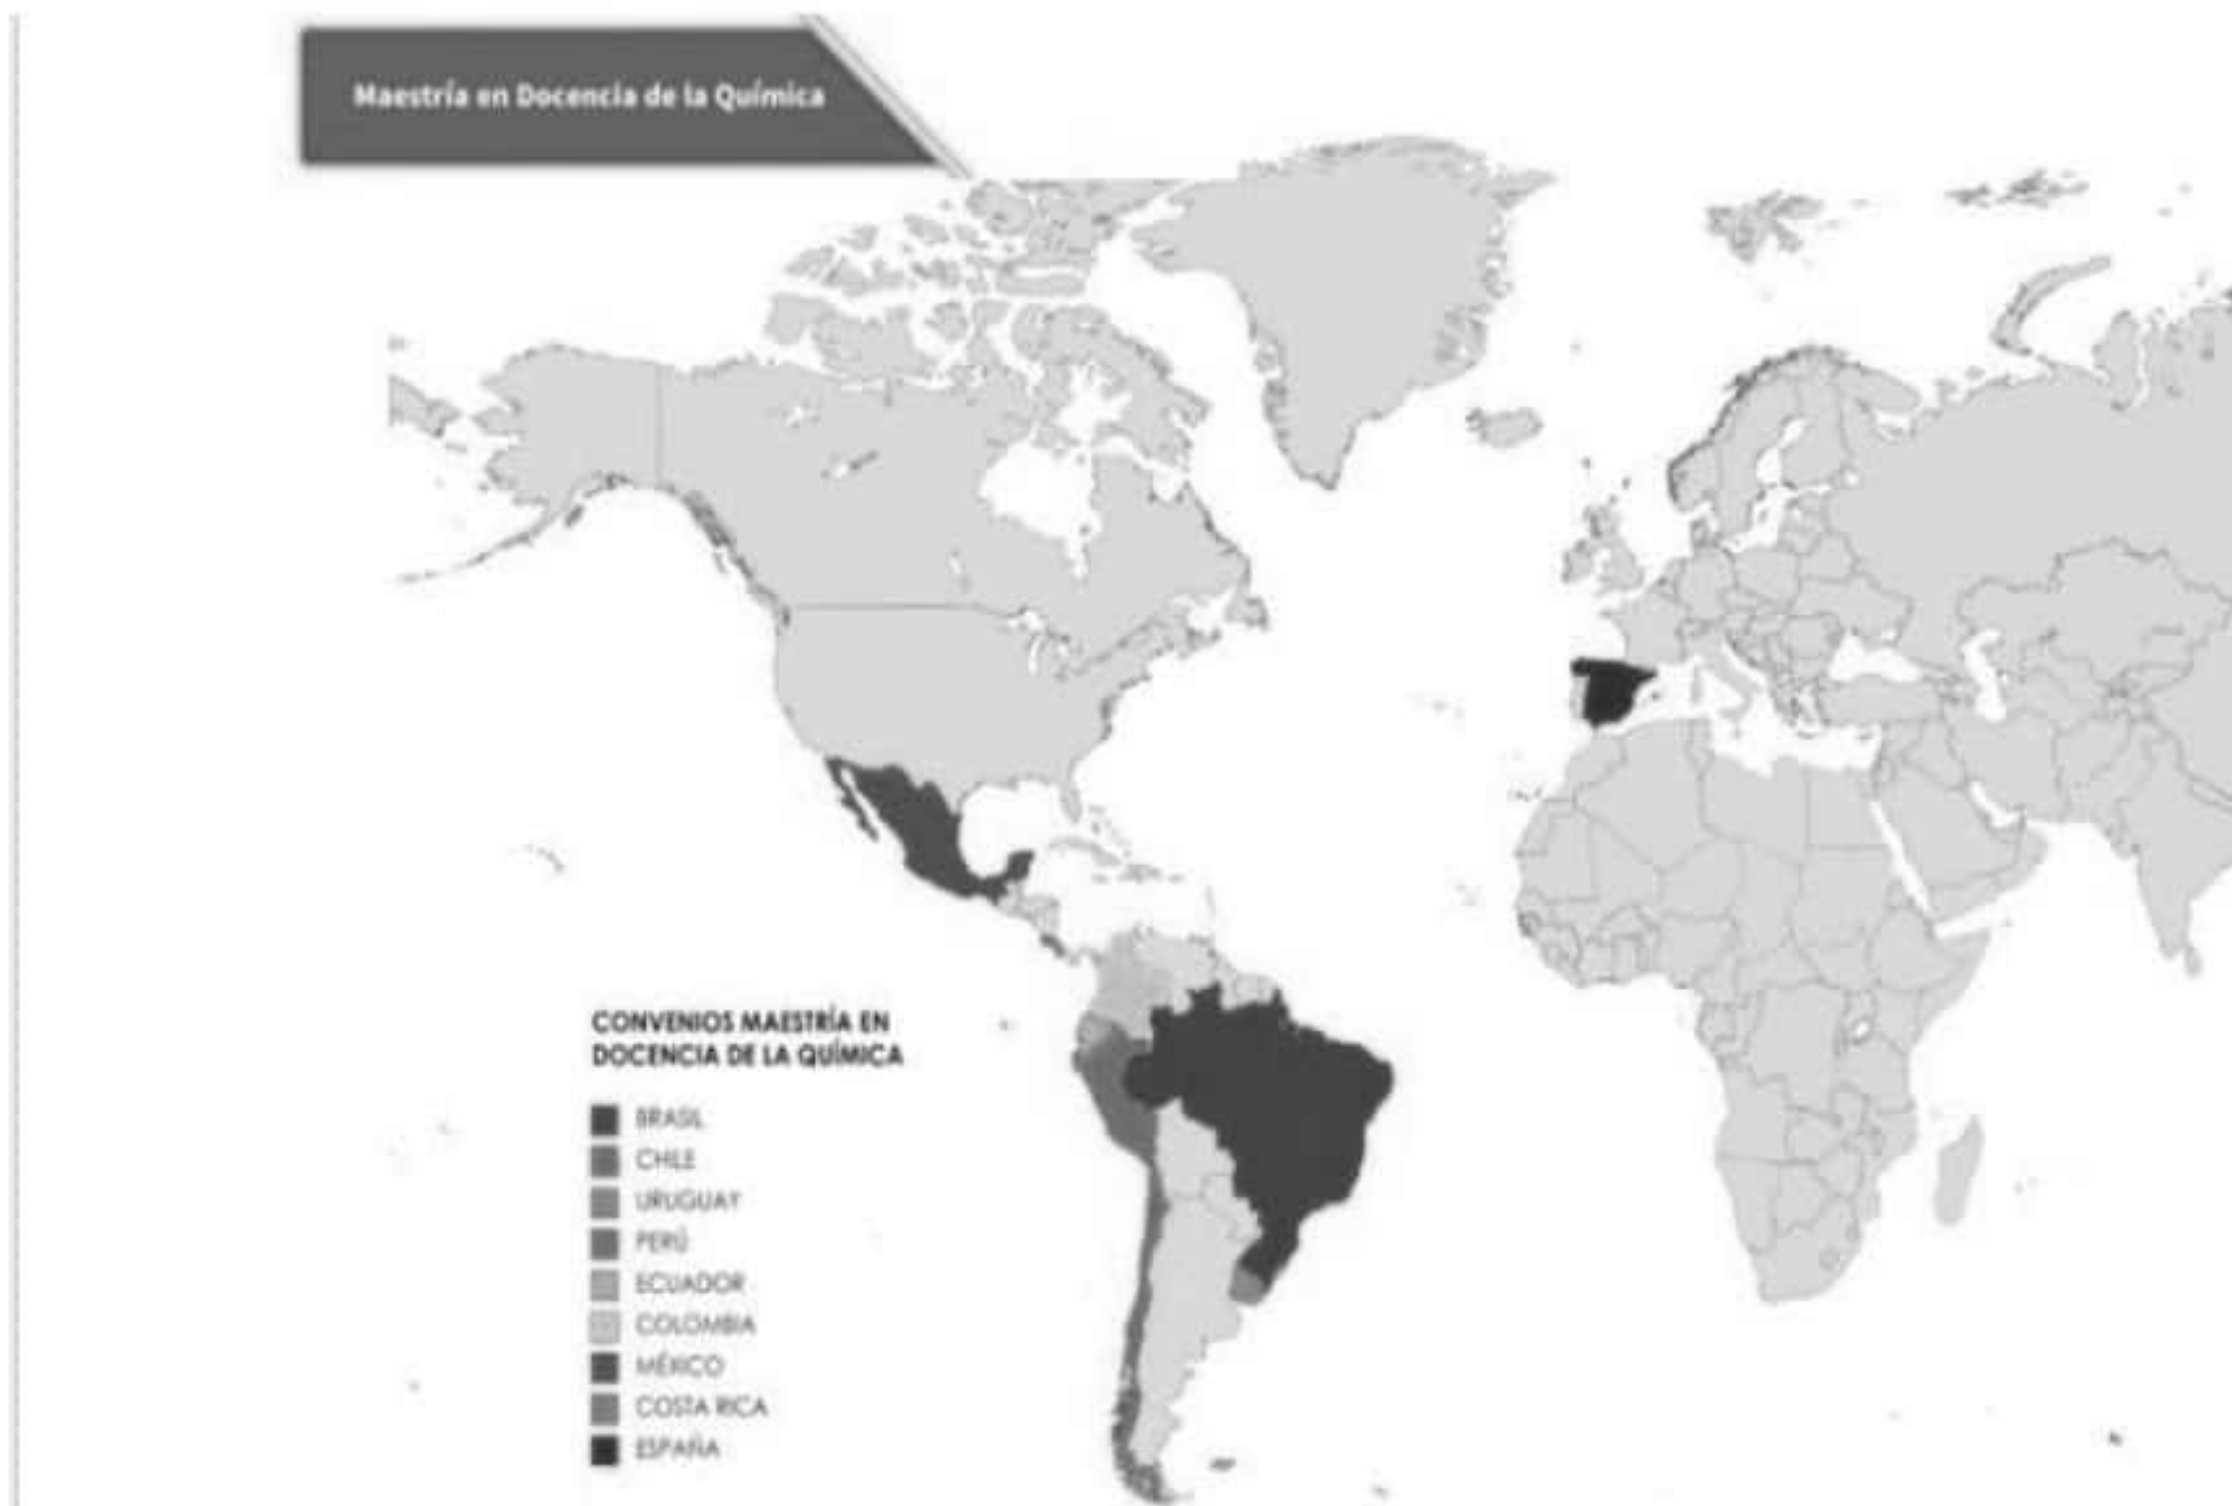 Maestría en Docencia de la Química
CONVENIOS MAESTRÍA EN
DOCENCIA DE LA QUÍMICA
BRASIL
CHILE
URUGUAY
PERÚ
ECUADOR
COLOMBIA
MÉXICO
COSTA RICA
ESPAÑA